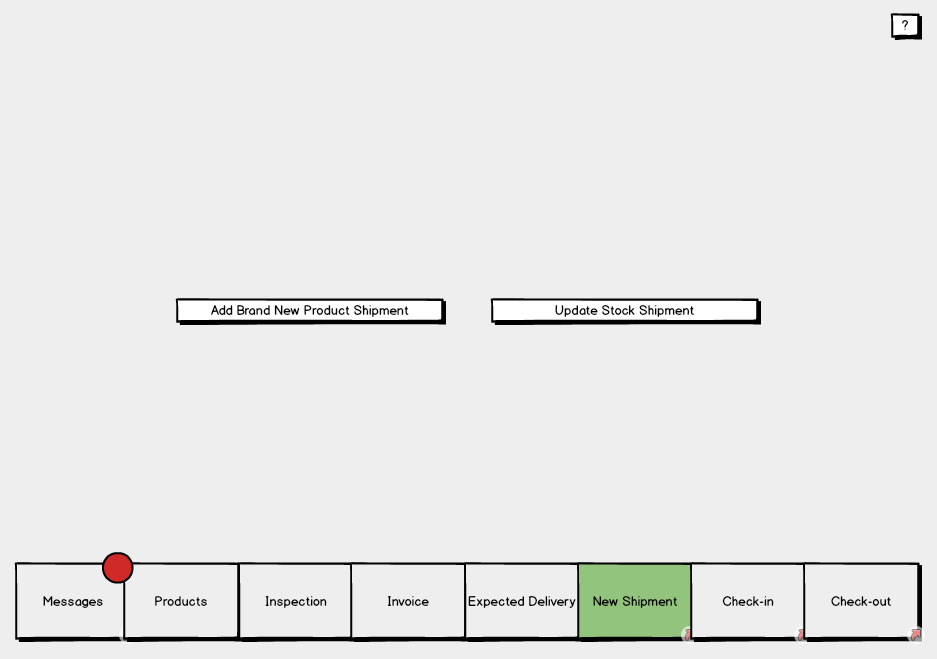 ?
Add Brand New Product Shipment
Update Stock Shipment
Messages
Products
Inspection
Invoice
Expected Delivery
New Shipment
Check-in
Check-out